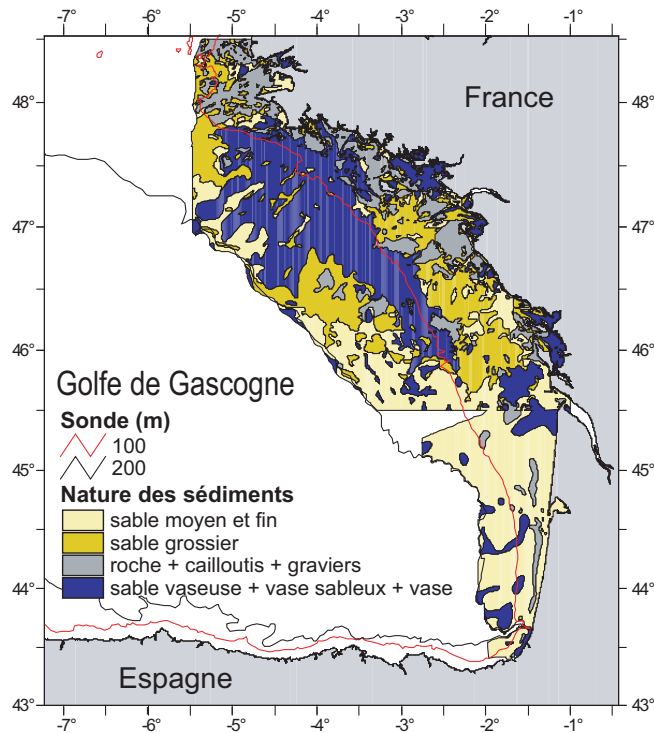 -7° -6° -5° -4° -3° -2° -1°
France
48° 48°
47° 47°
46° 46°
Golfe de Gascogne
Sonde (m)
100
200
45° 45°
Nature des sédiments
sable moyen et fin
sable grossier
roche + cailloutis + graviers
sable vaseuse + vase sableux + vase
44° 44°
Espagne
43° 43°
-7° -6° -5° -4° -3° -2° -1°